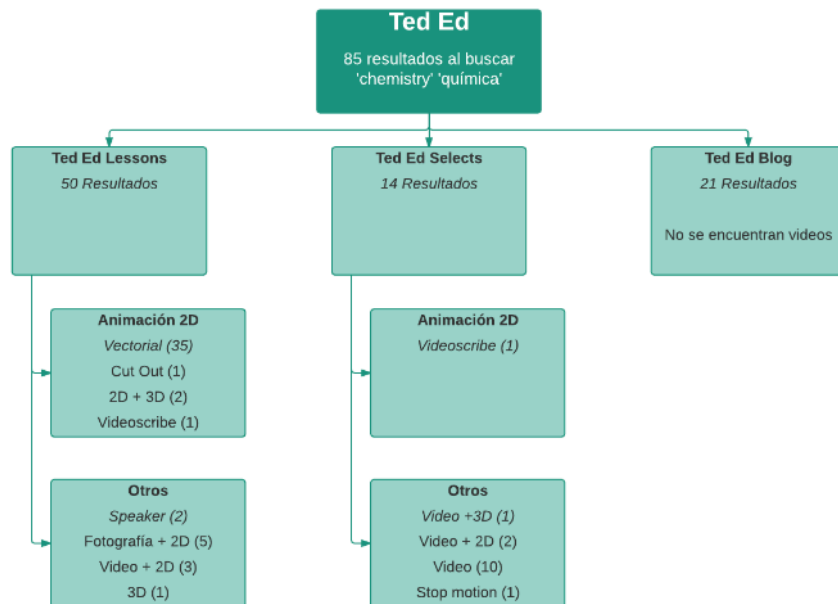 Ted Ed
85 resultados al buscar
'chemistry' 'química'
Ted Ed Lessons
50 Resultados
Ted Ed Selects
14 Resultados
Ted Ed Blog
21 Resultados
No se encuentran videos
Animación 2D
Vectorial (35)
Cut Out (1)
2D + 3D (2)
Videoscribe (1)
Animación 2D
Videoscribe (1)
Otros
Speaker (2)
Fotografía + 2D (5)
Video + 2D (3)
3D (1)
Otros
Video +3D (1)
Video + 2D (2)
Video (10)
Stop motion (1)